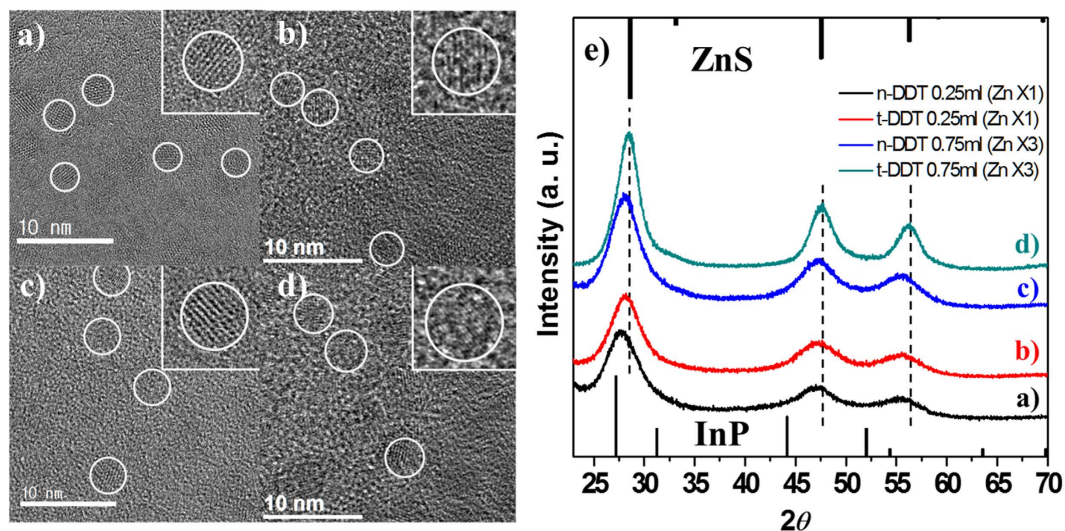 a)
10 nm
b)
10 nm
c)
10 nm
d)
10 nm
e)
ZnS
n-DDT 0.25ml (Zn X1)
t-DDT 0.25ml (Zn X1)
n-DDT 0.75ml (Zn X3)
t-DDT 0.75ml (Zn X3)
d)
c)
b)
a)
InP
Intensity (a. u.)
25 30 35 40 45 50 55 60 65 70
2θ